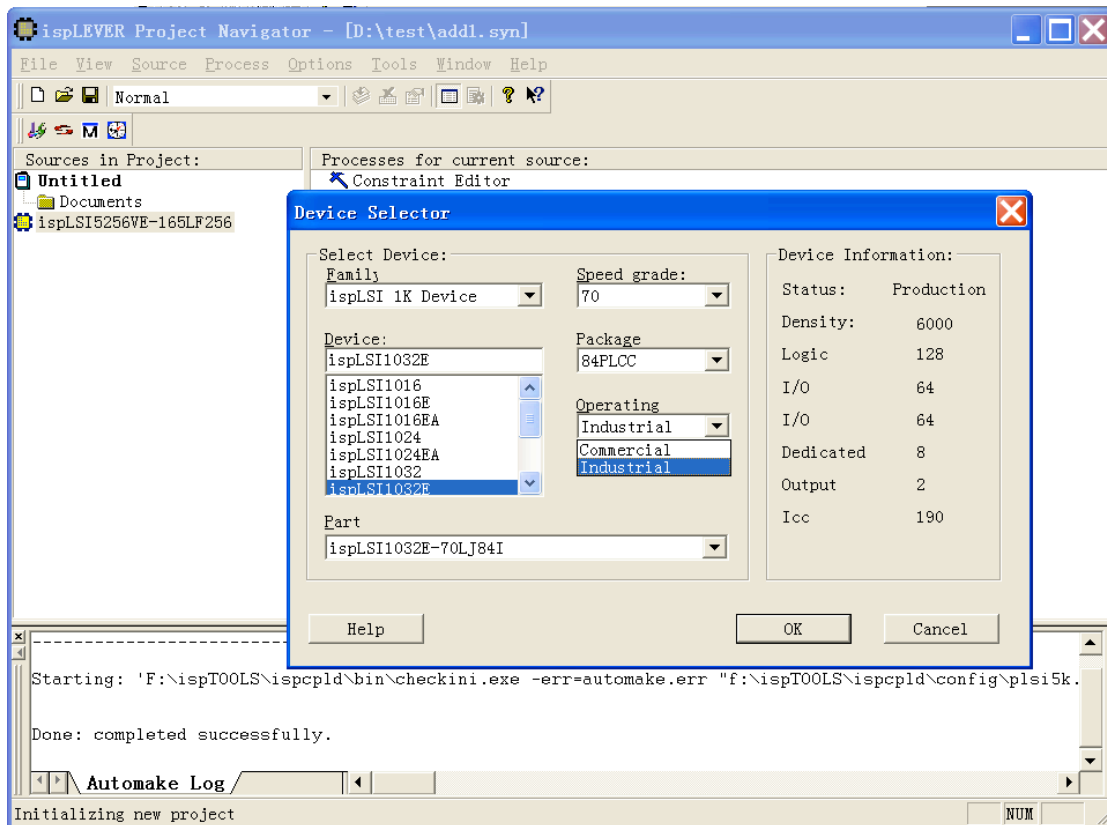 ispLEVER Project Navigator - [D:\test\add1.syn]
File View Source Process Options Tools Window Help
Normal
Sources in Project:
Untitled
Documents
ispLSI5256VE-165LF256
Processes for current source:
Constraint Editor
Device Selector
Select Device:
Family
ispLSI 1K Device
Device:
ispLSI1032E
ispLSI1016
ispLSI1016E
ispLSI1016EA
ispLSI1024
ispLSI1024EA
ispLSI1032
ispLSI1032E
Speed grade:
70
Package
84PLCC
Operating
Industrial
Commercial
Industrial
Part
ispLSI1032E-70LJ84I
Device Information:
Status: Production
Density: 6000
Logic 128
I/O 64
I/O 64
Dedicated 8
Output 2
Icc 190
Help
OK
Cancel
Starting: 'F:\ispTOOLS\ispcpld\bin\checkini.exe -err=automake.err "f:\ispTOOLS\ispcpld\config\plsi5k.
Done: completed successfully.
Automake Log
Initializing new project
NUM